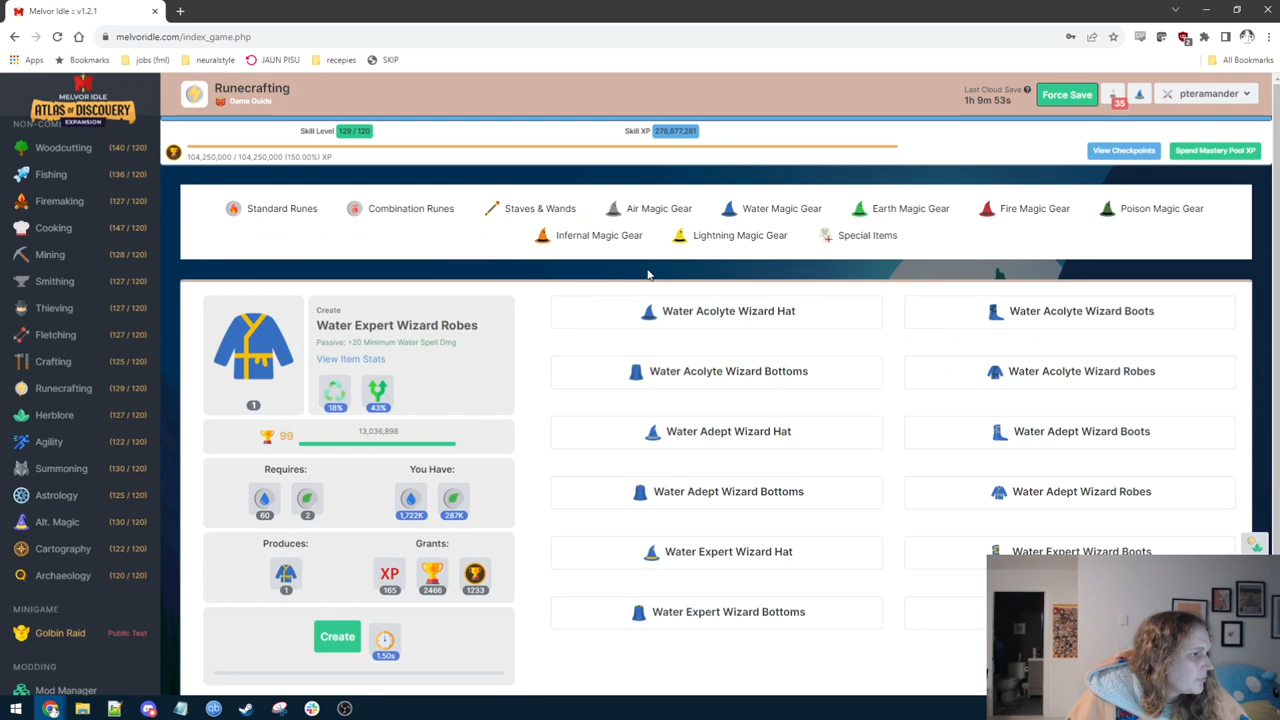 Melvor Idle :: v1.2.1
melvoridle.com/index_game.php
Apps Bookmarks jobs (fml) neuralstyle JAUN PISU recepies SKIP All Bookmarks
MELVOR IDLE
ATLAS OF DISCOVERY
EXPANSION
Runecrafting
Game Guide
Last Cloud Save
1h 9m 53s
Force Save
35
pteramander
Skill Level 129 / 120
Skill XP 278,877,281
104,250,000 / 104,250,000 (150.00%) XP
View Checkpoints
Spend Mastery Pool XP
NON-COM
Woodcutting (140 / 120)
Fishing (136 / 120)
Firemaking (127 / 120)
Cooking (147 / 120)
Mining (128 / 120)
Smithing (127 / 120)
Thieving (127 / 120)
Fletching (127 / 120)
Crafting (125 / 120)
Runecrafting (129 / 120)
Herblore (127 / 120)
Agility (122 / 120)
Summoning (130 / 120)
Astrology (125 / 120)
Alt. Magic (130 / 120)
Cartography (122 / 120)
Archaeology (120 / 120)
MINIGAME
Golbin Raid Public Test
MODDING
Mod Manager
Standard Runes Combination Runes Staves & Wands Air Magic Gear Water Magic Gear Earth Magic Gear Fire Magic Gear Poison Magic Gear
Infernal Magic Gear Lightning Magic Gear Special Items
Create
Water Expert Wizard Robes
Passive: +20 Minimum Water Spell Dmg
View Item Stats
1
18% 43%
99
13,036,898
Requires: You Have:
60 2 1,722K 287K
Produces: Grants:
XP
1 165 2466 1233
Create
1.50s
Water Acolyte Wizard Hat
Water Acolyte Wizard Boots
Water Acolyte Wizard Bottoms
Water Acolyte Wizard Robes
Water Adept Wizard Hat
Water Adept Wizard Boots
Water Adept Wizard Bottoms
Water Adept Wizard Robes
Water Expert Wizard Hat
Water Expert Wizard Boots
Water Expert Wizard Bottoms